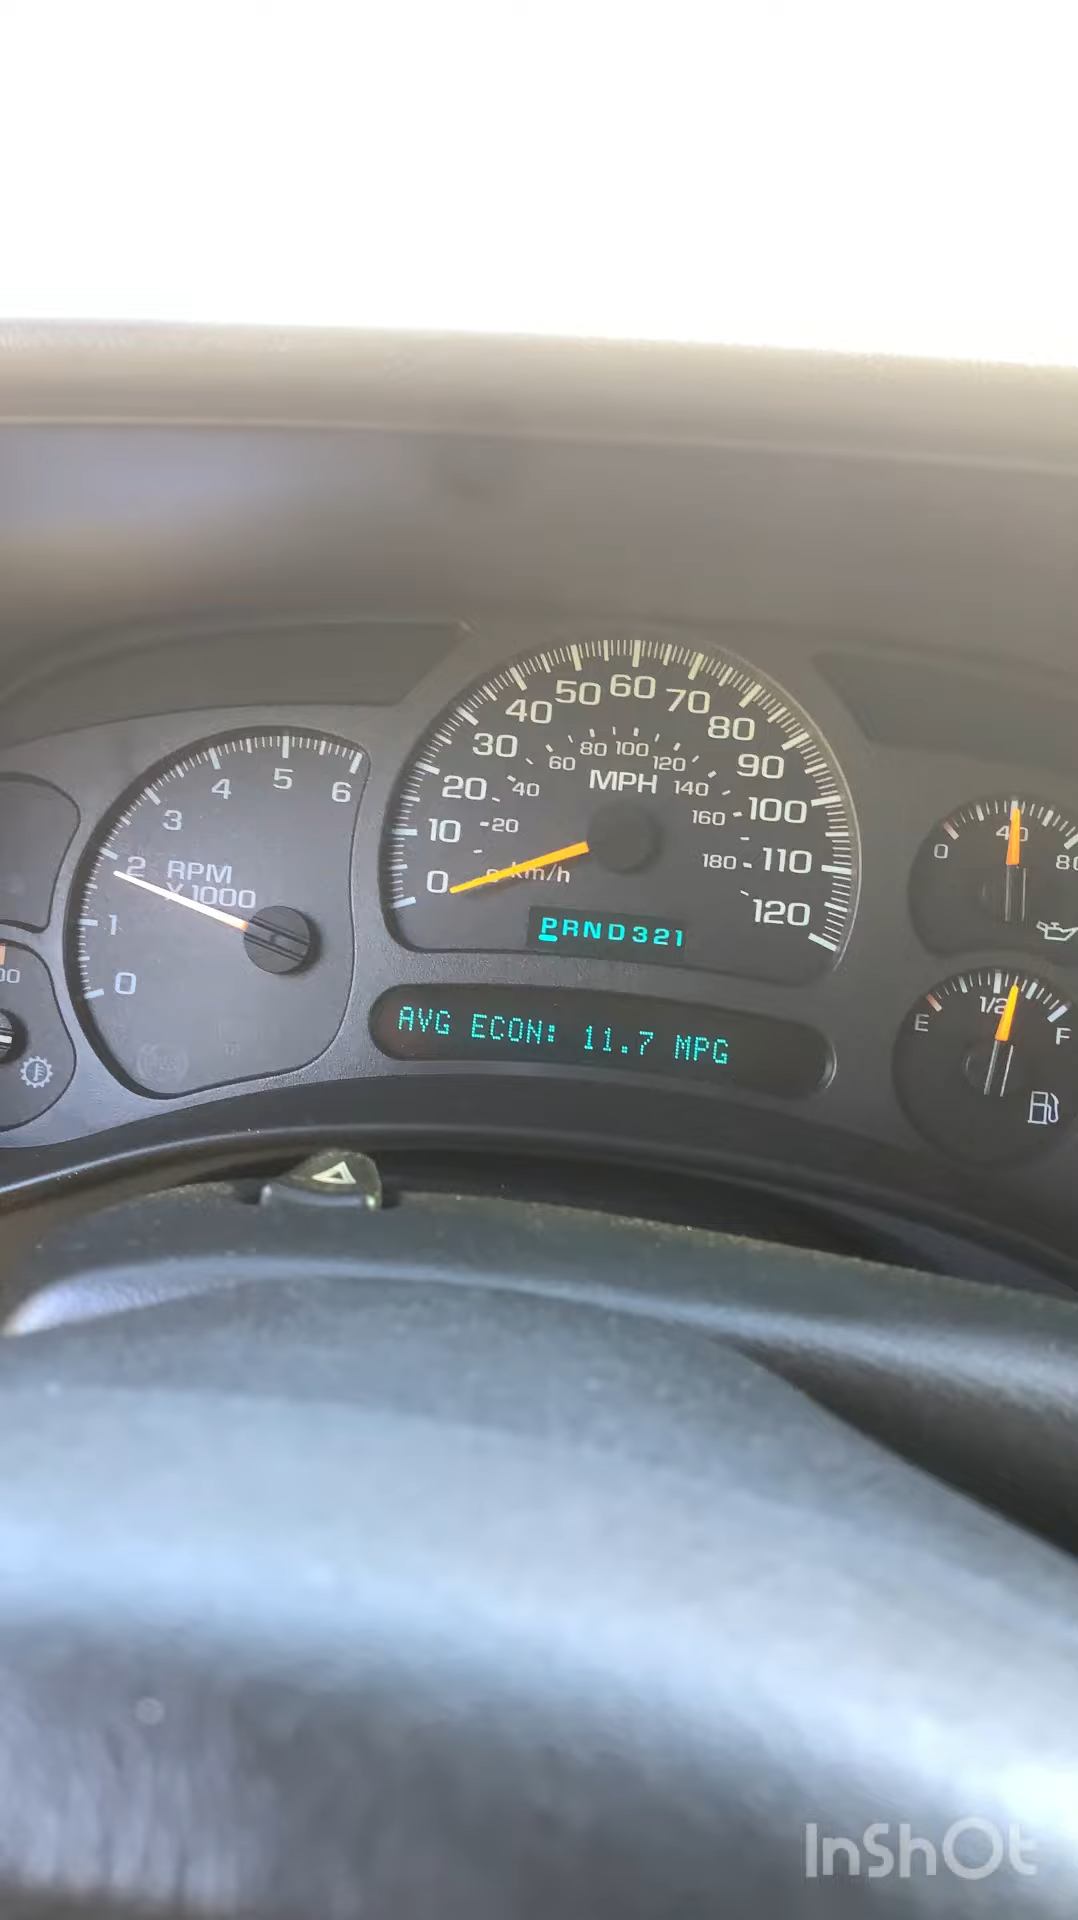 0 1 2 3 4 5 6
RPM
X 1000
0 10 20 30 40 50 60 70 80 90 100 110 120
20 40 60 80 100 120 140 160 180
MPH
km/h
PRND321
AVG ECON: 11.7 MPG
0 40 80
E 1/2 F
InShOt